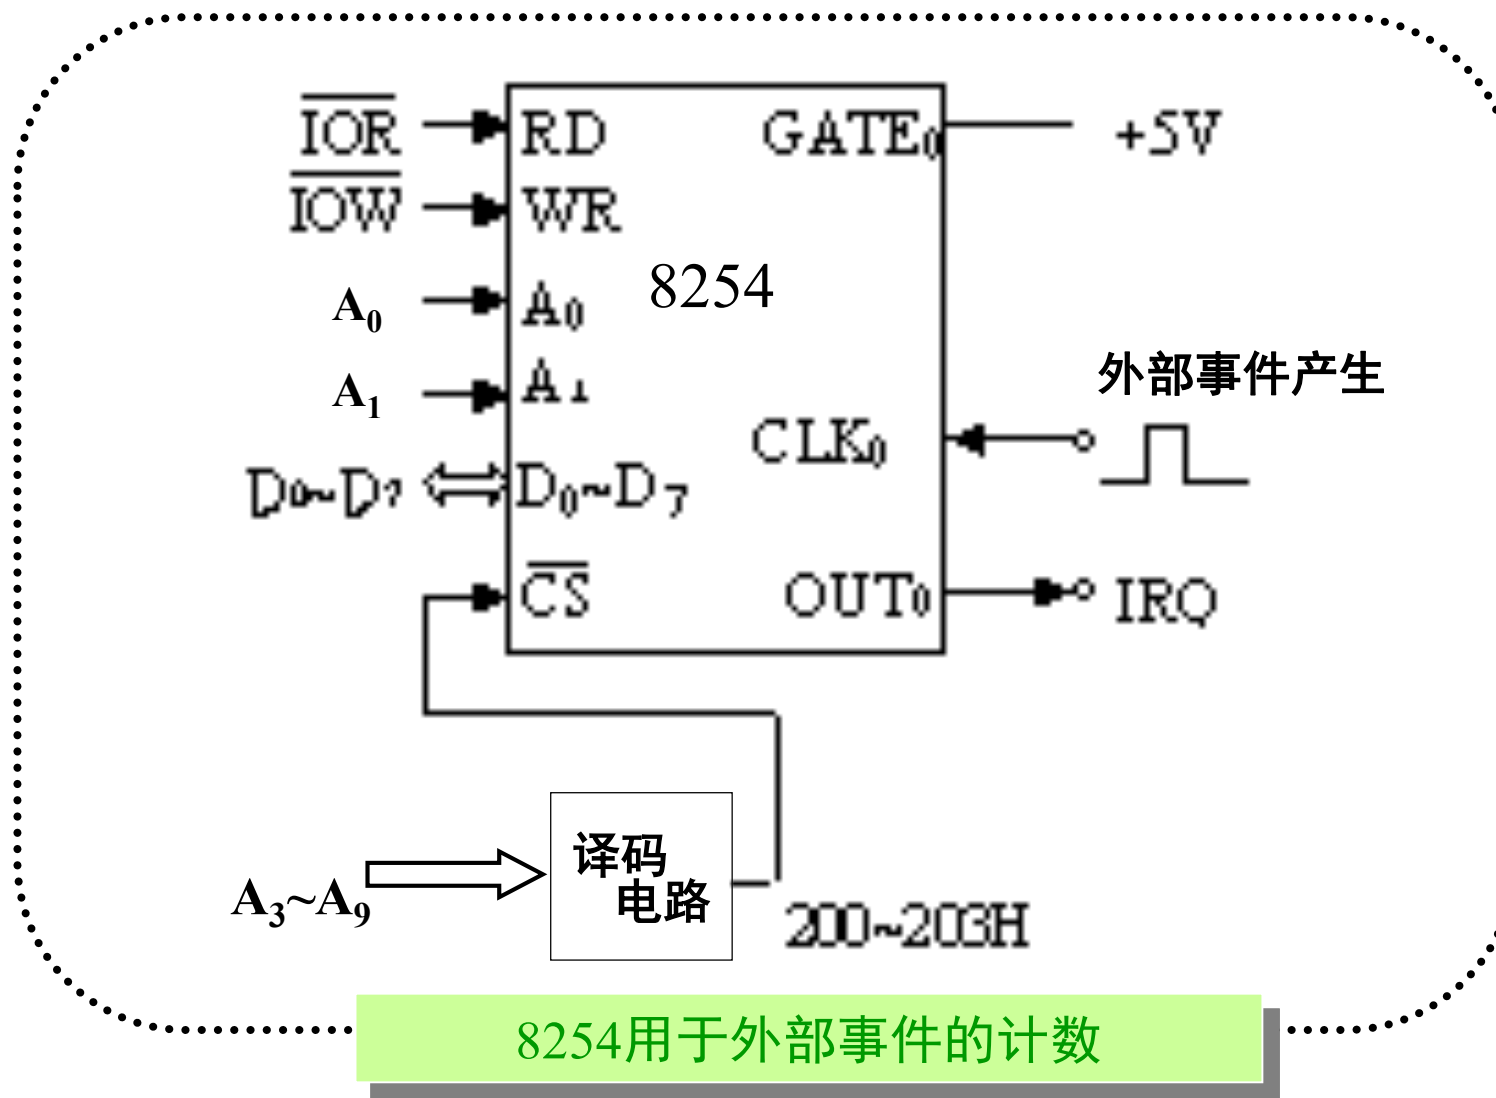 IOR RD GATE0 +5V
IOW WR
8254
A0 A0
A1 A1
外部事件产生
CLK0
D0~D7 D0~D7
CS OUT0 IRQ
译码
电路
A3~A9
200~203H
8254用于外部事件的计数